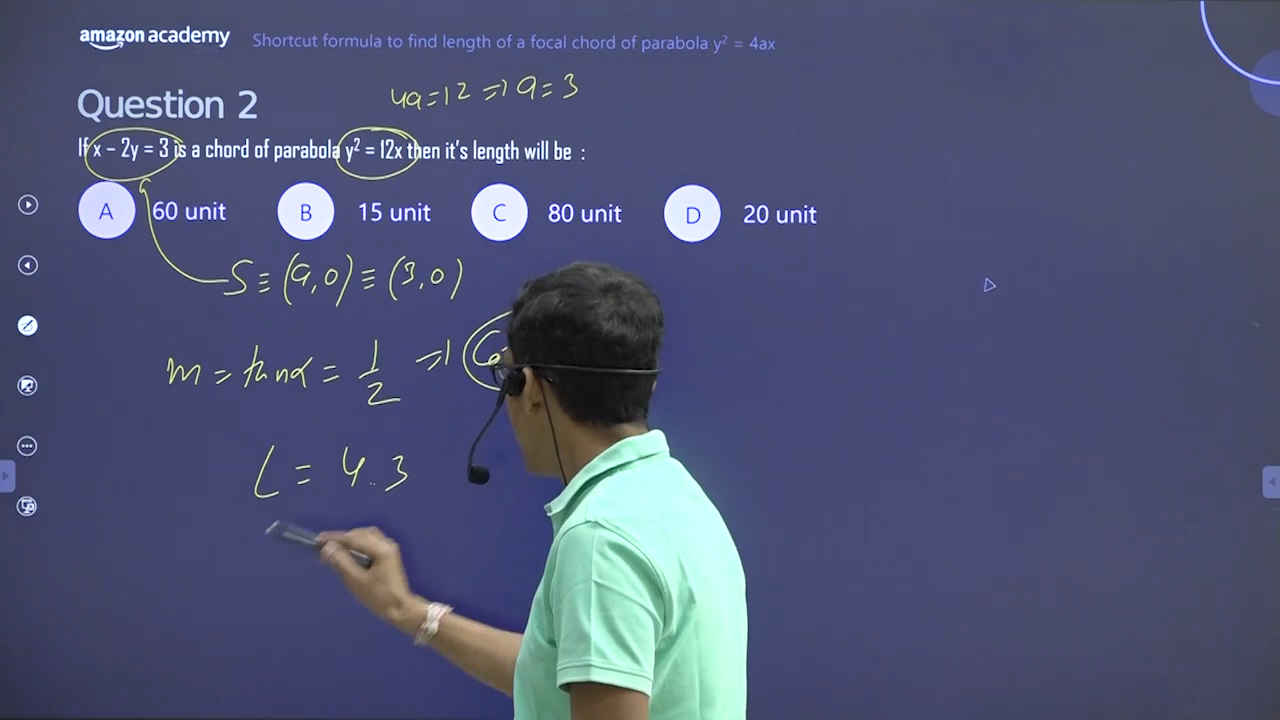 amazon academy
Shortcut formula to find length of a focal chord of parabola y² = 4ax
Question 2
4a=12 ⇒ a=3
If x – 2y = 3 is a chord of parabola y² = 12x then it's length will be :
A 60 unit B 15 unit C 80 unit D 20 unit
S ≡ (a,0) ≡ (3,0)
m = tanα = 1/2 ⇒
L = 4.3